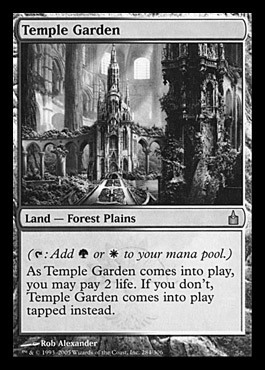 Temple Garden
Land — Forest Plains
(T: Add or to your mana pool.)
As Temple Garden comes into play,
you may pay 2 life. If you don't,
Temple Garden comes into play
tapped instead.
Rob Alexander
™ & © 1993-2005 Wizards of the Coast, Inc. 284/306